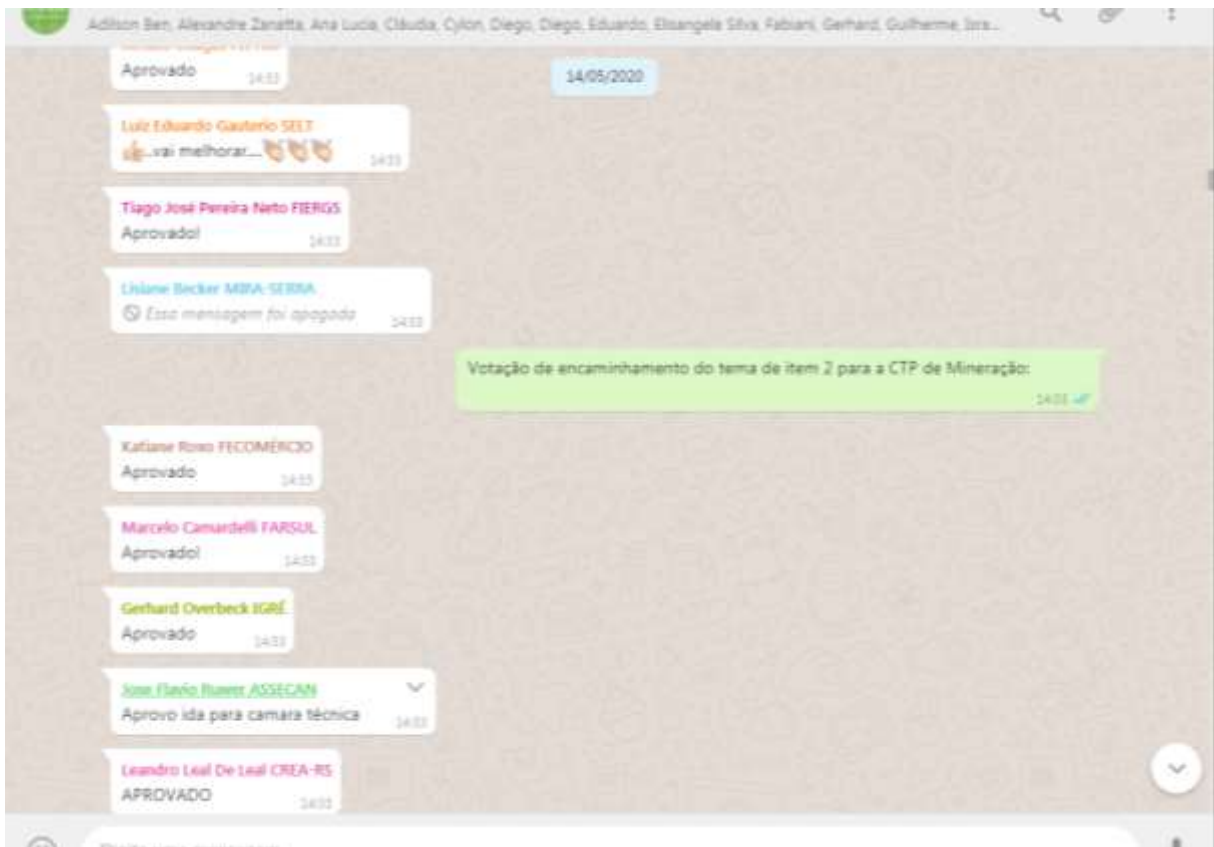 Adilson Ben, Alexandre Zanatta, Ana Lucia, Cláudia, Cylon, Diego, Diego, Eduardo, Elisangela Silva, Fabiani, Gerhard, Guilherme, Isra...
Aprovado 14:33
14/05/2020
Luiz Eduardo Gauterio SELT
👍🏻...vai melhorar....👏🏻👏🏻👏🏻 14:33
Tiago José Pereira Neto FIERGS
Aprovado! 14:33
Lisiane Becker MIRA-SERRA
Essa mensagem foi apagada 14:33
Votação de encaminhamento do tema de item 2 para a CTP de Mineração:
14:33
Katiane Roxo FECOMÉRCIO
Aprovado 14:33
Marcelo Camardelli FARSUL
Aprovado! 14:33
Gerhard Overbeck IGRÉ
Aprovado 14:33
Jose Flavio Ruwer ASSECAN
Aprovo ida para camara técnica 14:33
Leandro Leal De Leal CREA-RS
APROVADO 14:33